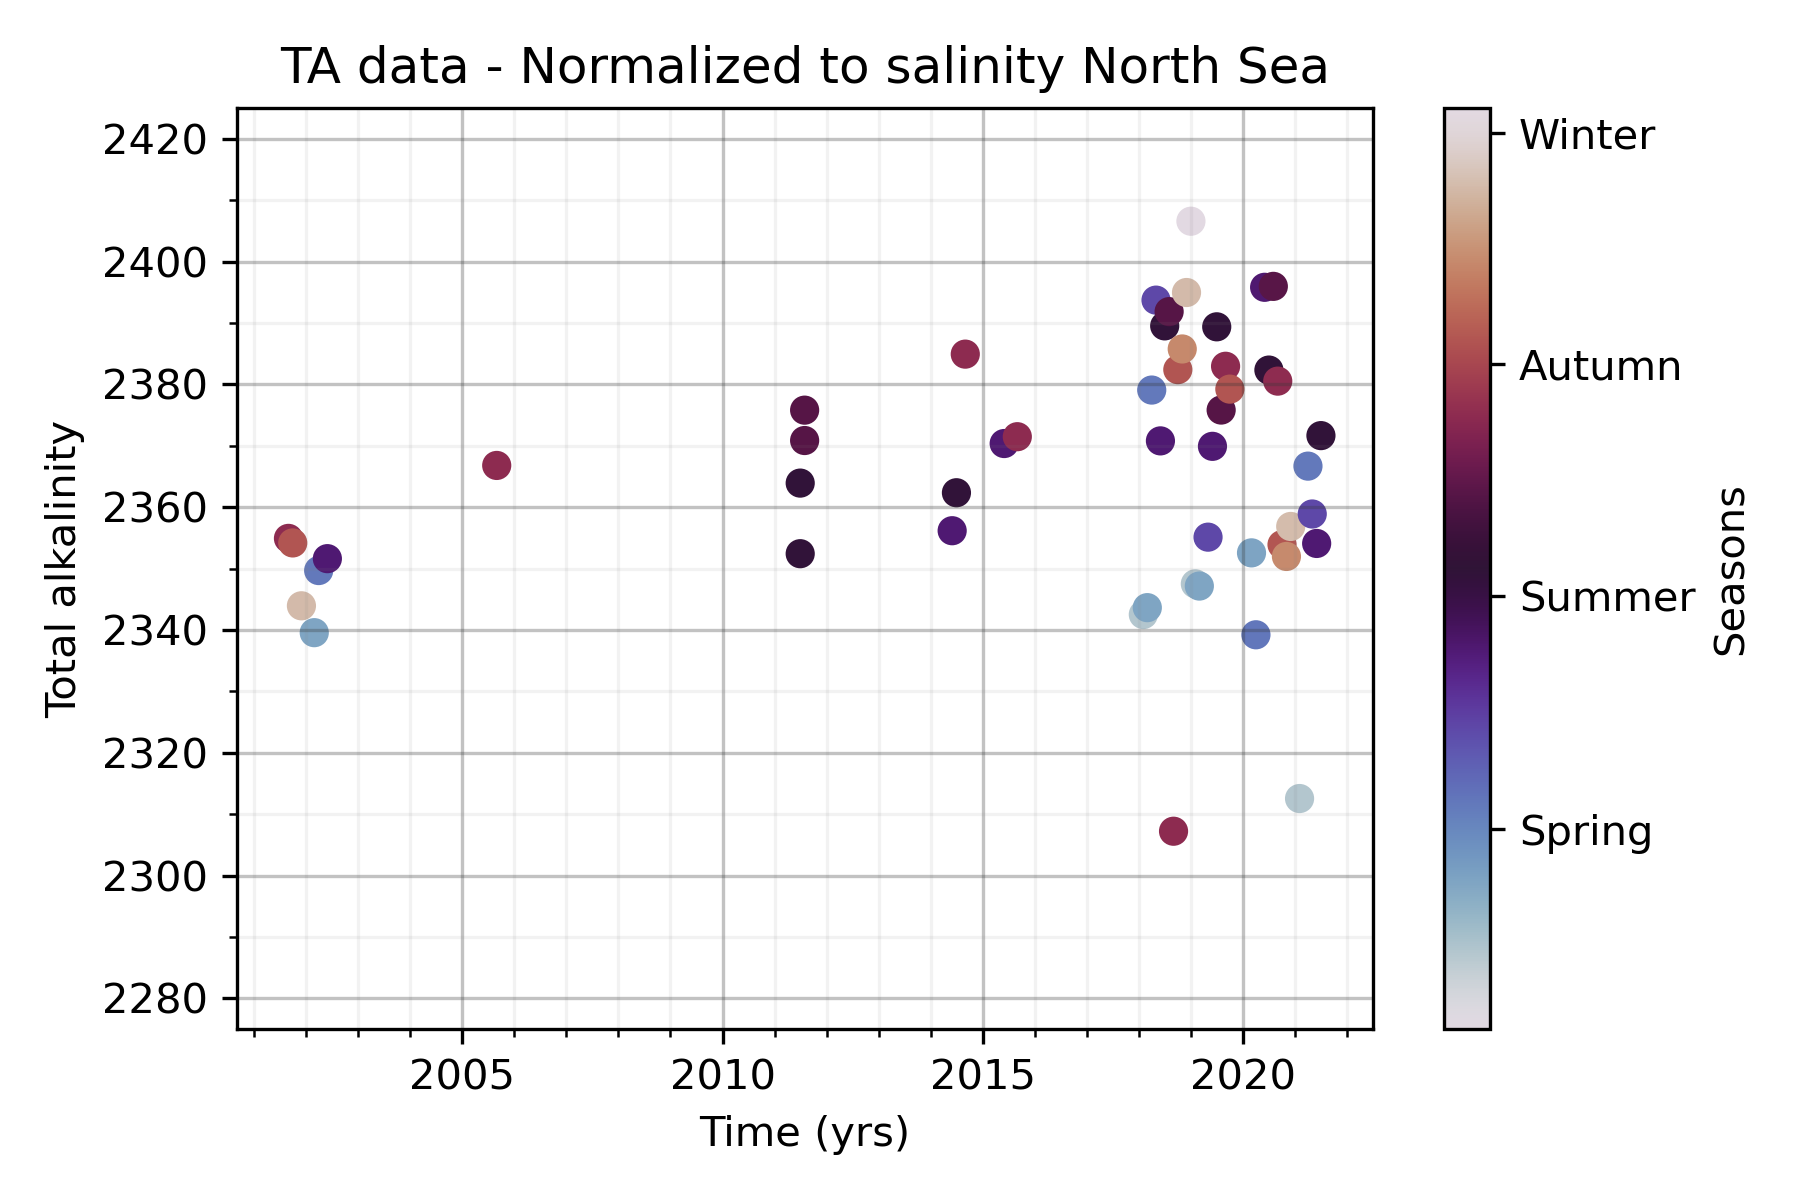 TA data - Normalized to salinity North Sea
2420
2400
2380
2360
2340
2320
2300
2280
Total alkalinity
2005
2010
2015
2020
Time (yrs)
Winter
Autumn
Summer
Spring
Seasons